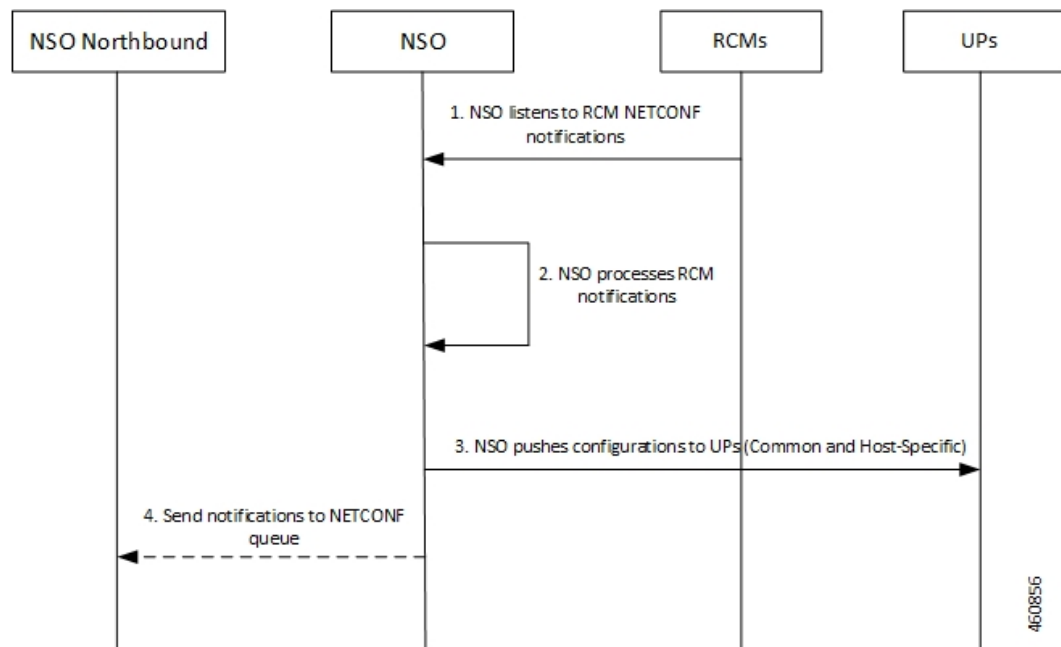 NSO Northbound
NSO
RCMs
UPs
1. NSO listens to RCM NETCONF
notifications
2. NSO processes RCM
notifications
3. NSO pushes configurations to UPs (Common and Host-Specific)
4. Send notifications to NETCONF
queue
460856